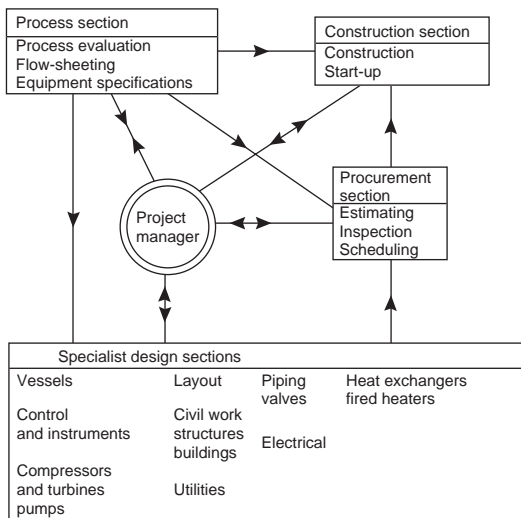 Process section
Process evaluation
Flow-sheeting
Equipment specifications
Construction section
Construction
Start-up
Procurement
section
Estimating
Inspection
Scheduling
Project
manager
Specialist design sections
Vessels
Control
and instruments
Compressors
and turbines
pumps
Layout
Civil work
structures
buildings
Utilities
Piping
valves
Electrical
Heat exchangers
fired heaters